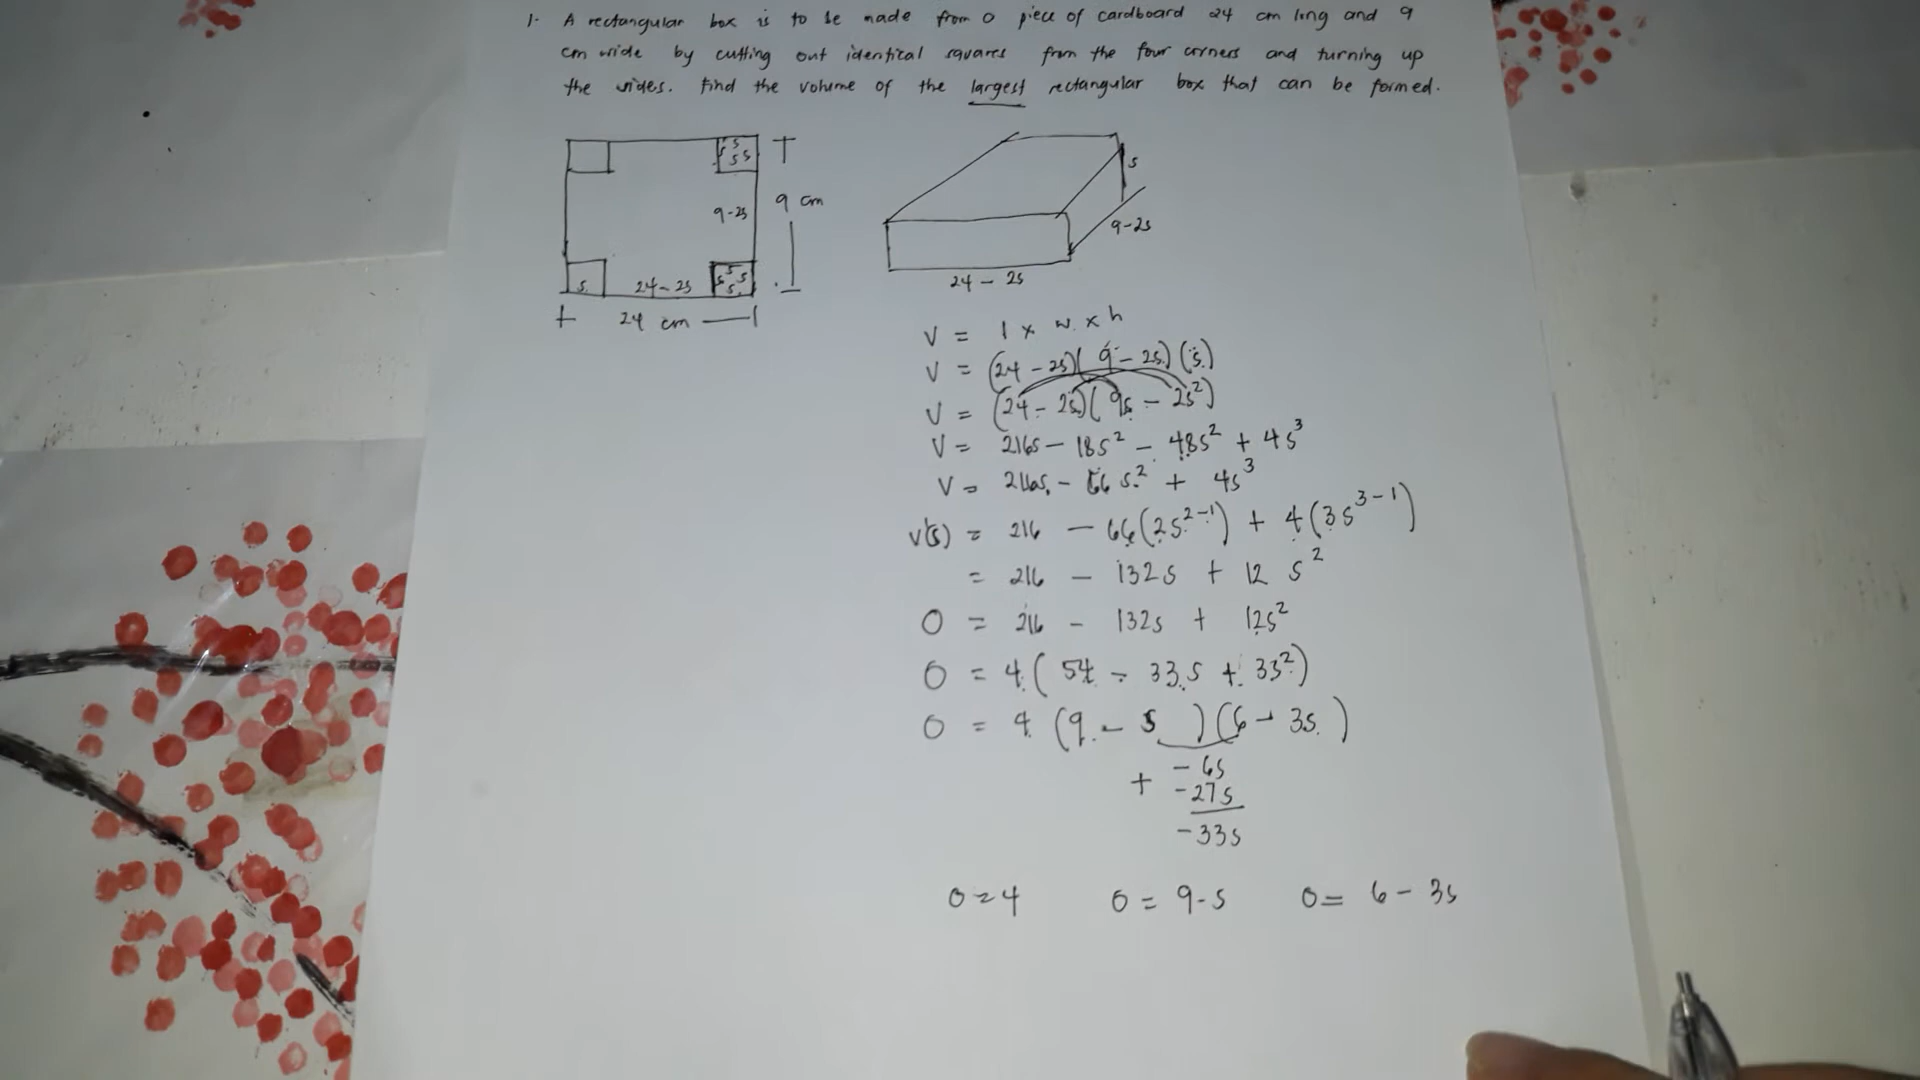 1. A rectangular box is to be made from a piece of cardboard 24 cm long and 9
cm wide by cutting out identical squares from the four corners and turning up
the sides. Find the volume of the largest rectangular box that can be formed.
s
s s s
9-2s
9 cm
s
24-2s
s s s s
24 cm
s
9-2s
24 - 2s
V = l x w x h
V = (24 - 2s)(9 - 2s)(s)
V = (24 - 2s)(9s - 2s²)
V = 216s - 18s² - 48s² + 4s³
V = 216s - 66s² + 4s³
V'(s) = 216 - 66(2s²⁻¹) + 4(3s³⁻¹)
= 216 - 132s + 12 s²
0 = 216 - 132s + 12s²
0 = 4(54 - 33s + 3s²)
0 = 4(9 - s)(6 - 3s)
- 6s
+ -27s
-33s
0=4 0 = 9-s 0= 6 - 3s